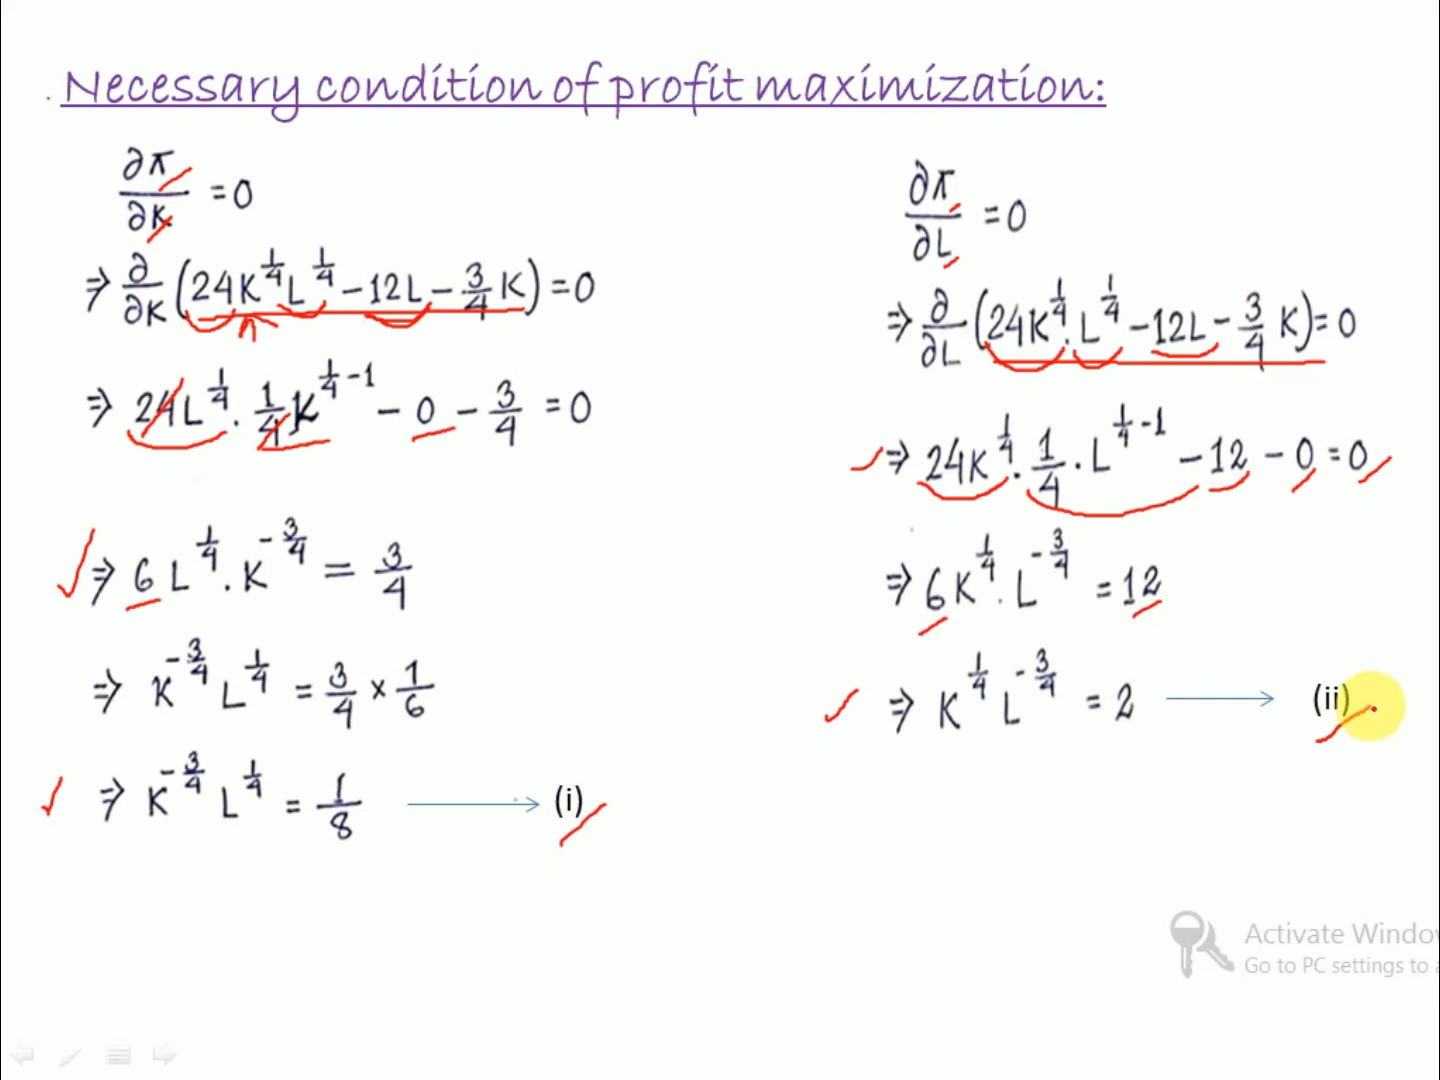 Necessary condition of profit maximization:
∂π/∂K = 0
⇒ ∂/∂K (24K^{1/4} L^{1/4} − 12L − 3/4 K) = 0
⇒ 24L^{1/4} . 1/4 K^{1/4 − 1} − 0 − 3/4 = 0
⇒ 6 L^{1/4} . K^{−3/4} = 3/4
⇒ K^{−3/4} L^{1/4} = 3/4 × 1/6
⇒ K^{−3/4} L^{1/4} = 1/8 → (i)
∂π/∂L = 0
⇒ ∂/∂L (24K^{1/4} . L^{1/4} − 12L − 3/4 K) = 0
⇒ 24K^{1/4} . 1/4 . L^{1/4 − 1} − 12 − 0 = 0
⇒ 6K^{1/4} . L^{−3/4} = 12
⇒ K^{1/4} L^{−3/4} = 2 → (ii)
Activate Windo
Go to PC settings to a